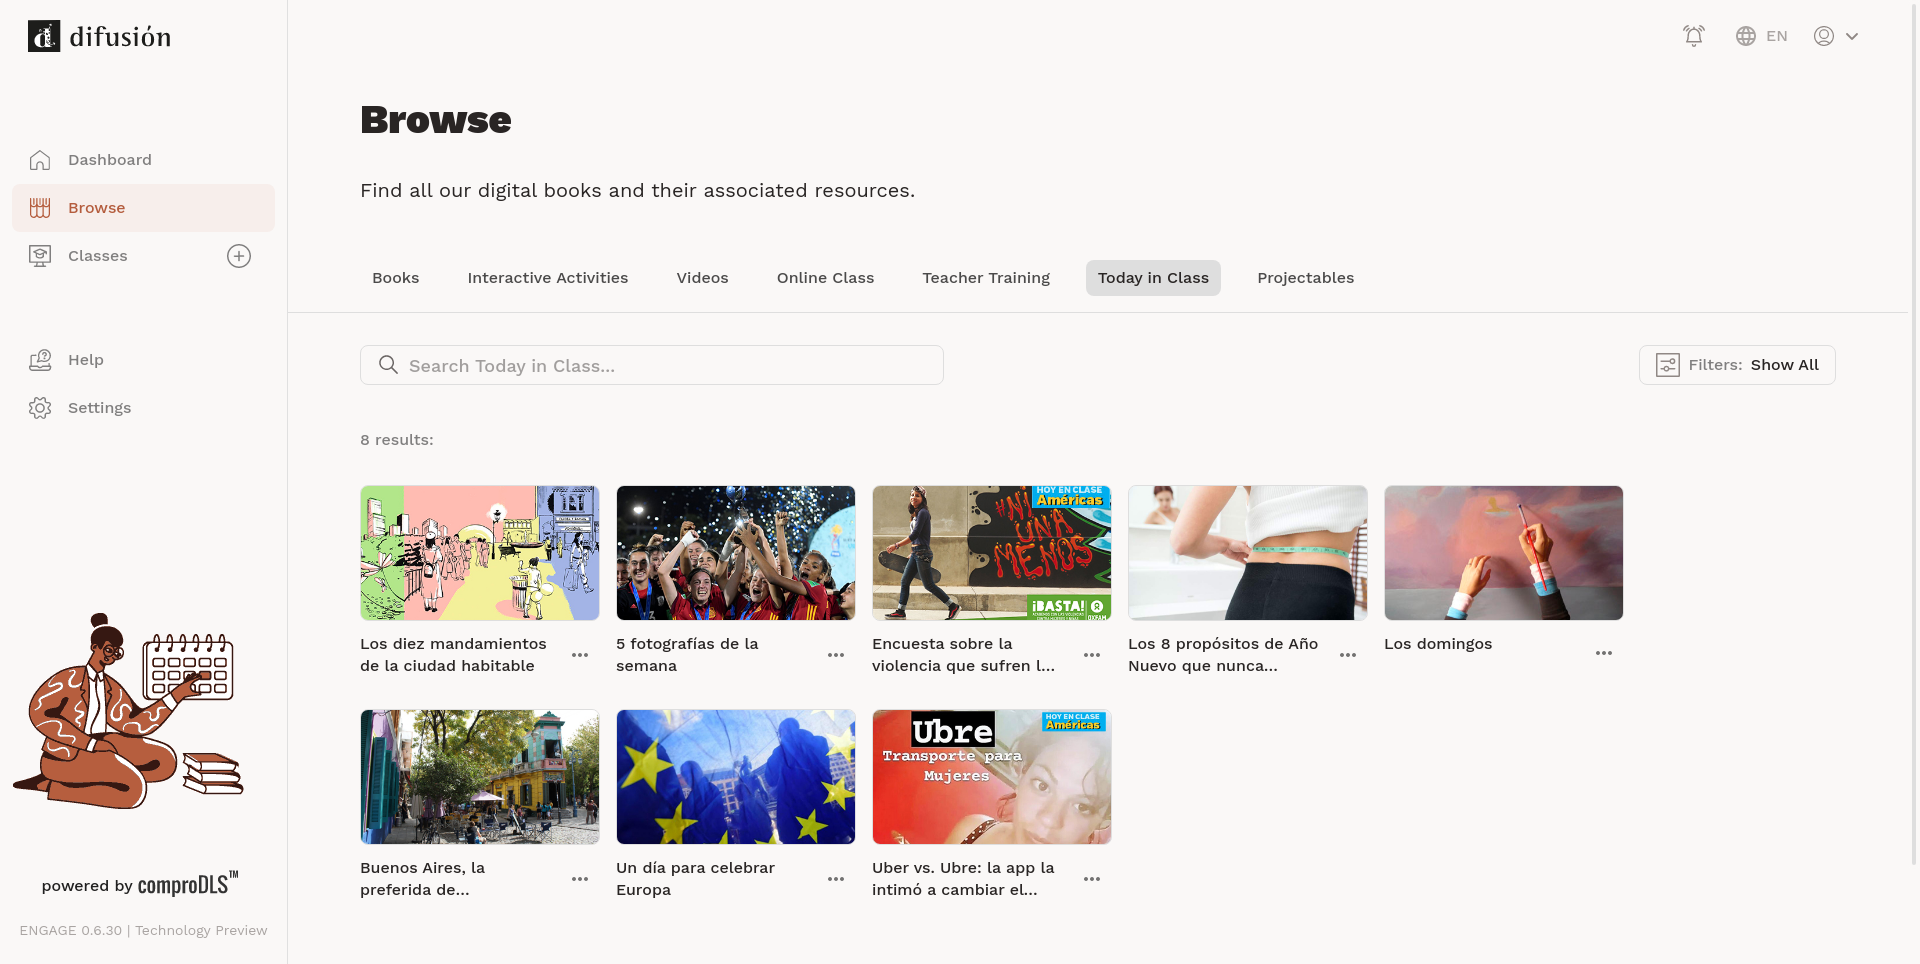 difusión
EN
Browse
Find all our digital books and their associated resources.
Dashboard
Browse
Classes
Help
Settings
Books
Interactive Activities
Videos
Online Class
Teacher Training
Today in Class
Projectables
Search Today in Class...
Filters: Show All
8 results:
HOY EN CLASE
Américas
#NI
UNA
MENOS
¡BASTA!
OXFAM
Los diez mandamientos
de la ciudad habitable
5 fotografías de la
semana
Encuesta sobre la
violencia que sufren l...
Los 8 propósitos de Año
Nuevo que nunca...
Los domingos
Ubre
Transporte para
Mujeres
HOY EN CLASE
Américas
Buenos Aires, la
preferida de...
Un día para celebrar
Europa
Uber vs. Ubre: la app la
intimó a cambiar el...
powered by comproDLS™
ENGAGE 0.6.30 | Technology Preview